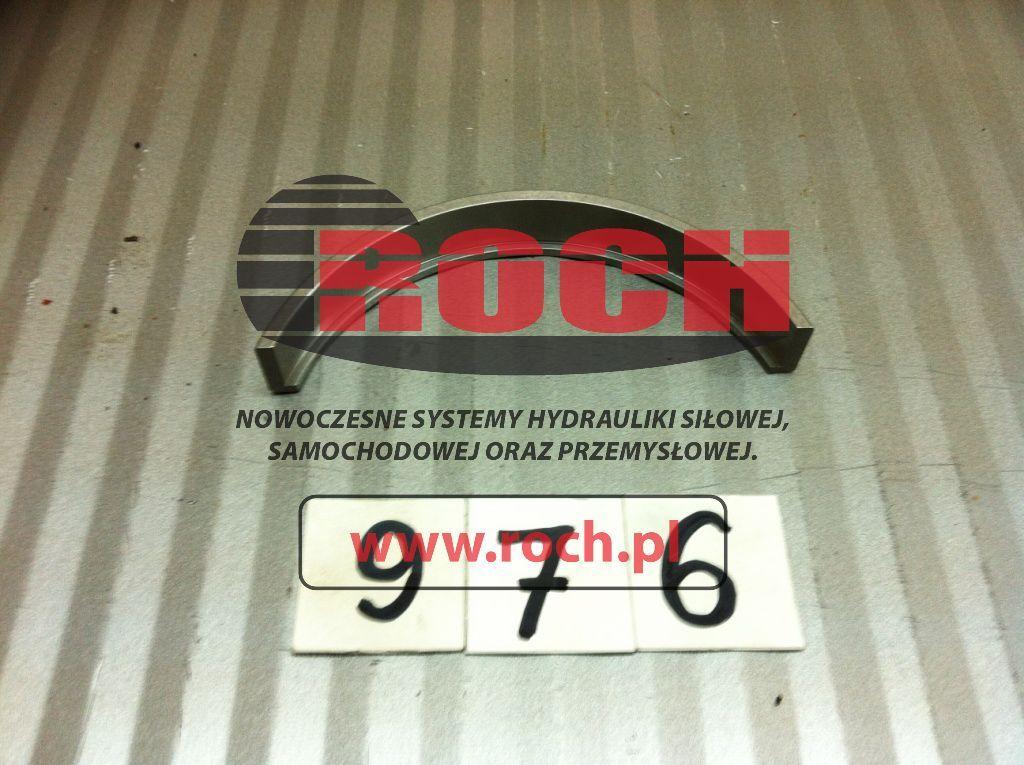 ROCH
NOWOCZESNE SYSTEMY HYDRAULIKI SIŁOWEJ,
SAMOCHODOWEJ ORAZ PRZEMYSŁOWEJ.
www.roch.pl
976